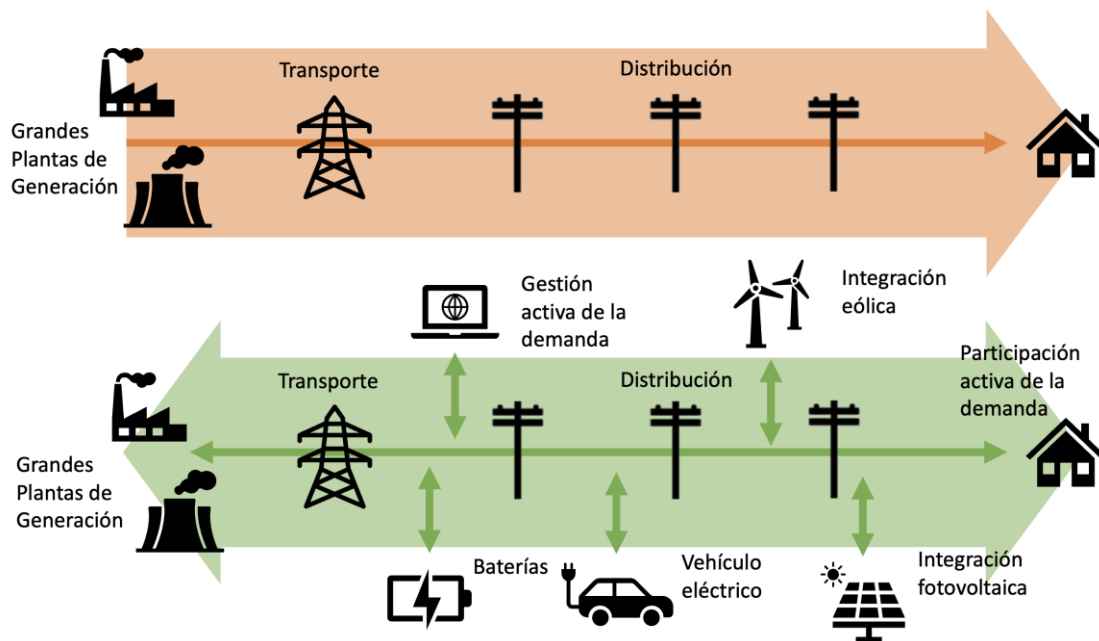 Transporte
Distribución
Grandes
Plantas de
Generación
Gestión
activa de la
demanda
Integración
eólica
Participación
activa de la
demanda
Transporte
Distribución
Grandes
Plantas de
Generación
Baterías
Vehículo
eléctrico
Integración
fotovoltaica